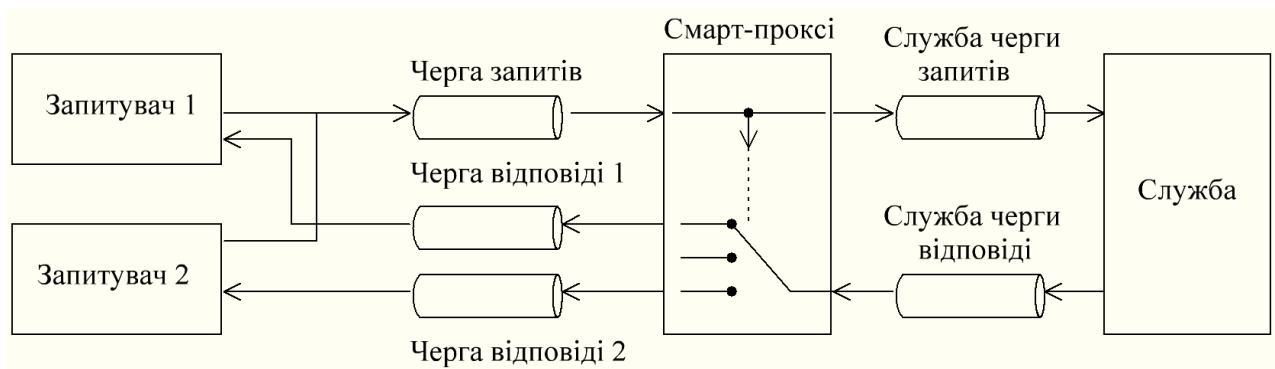 Смарт-проксі
Служба черги
запитів
Черга запитів
Запитувач 1
Черга відповіді 1
Служба
Служба черги
відповіді
Запитувач 2
Черга відповіді 2